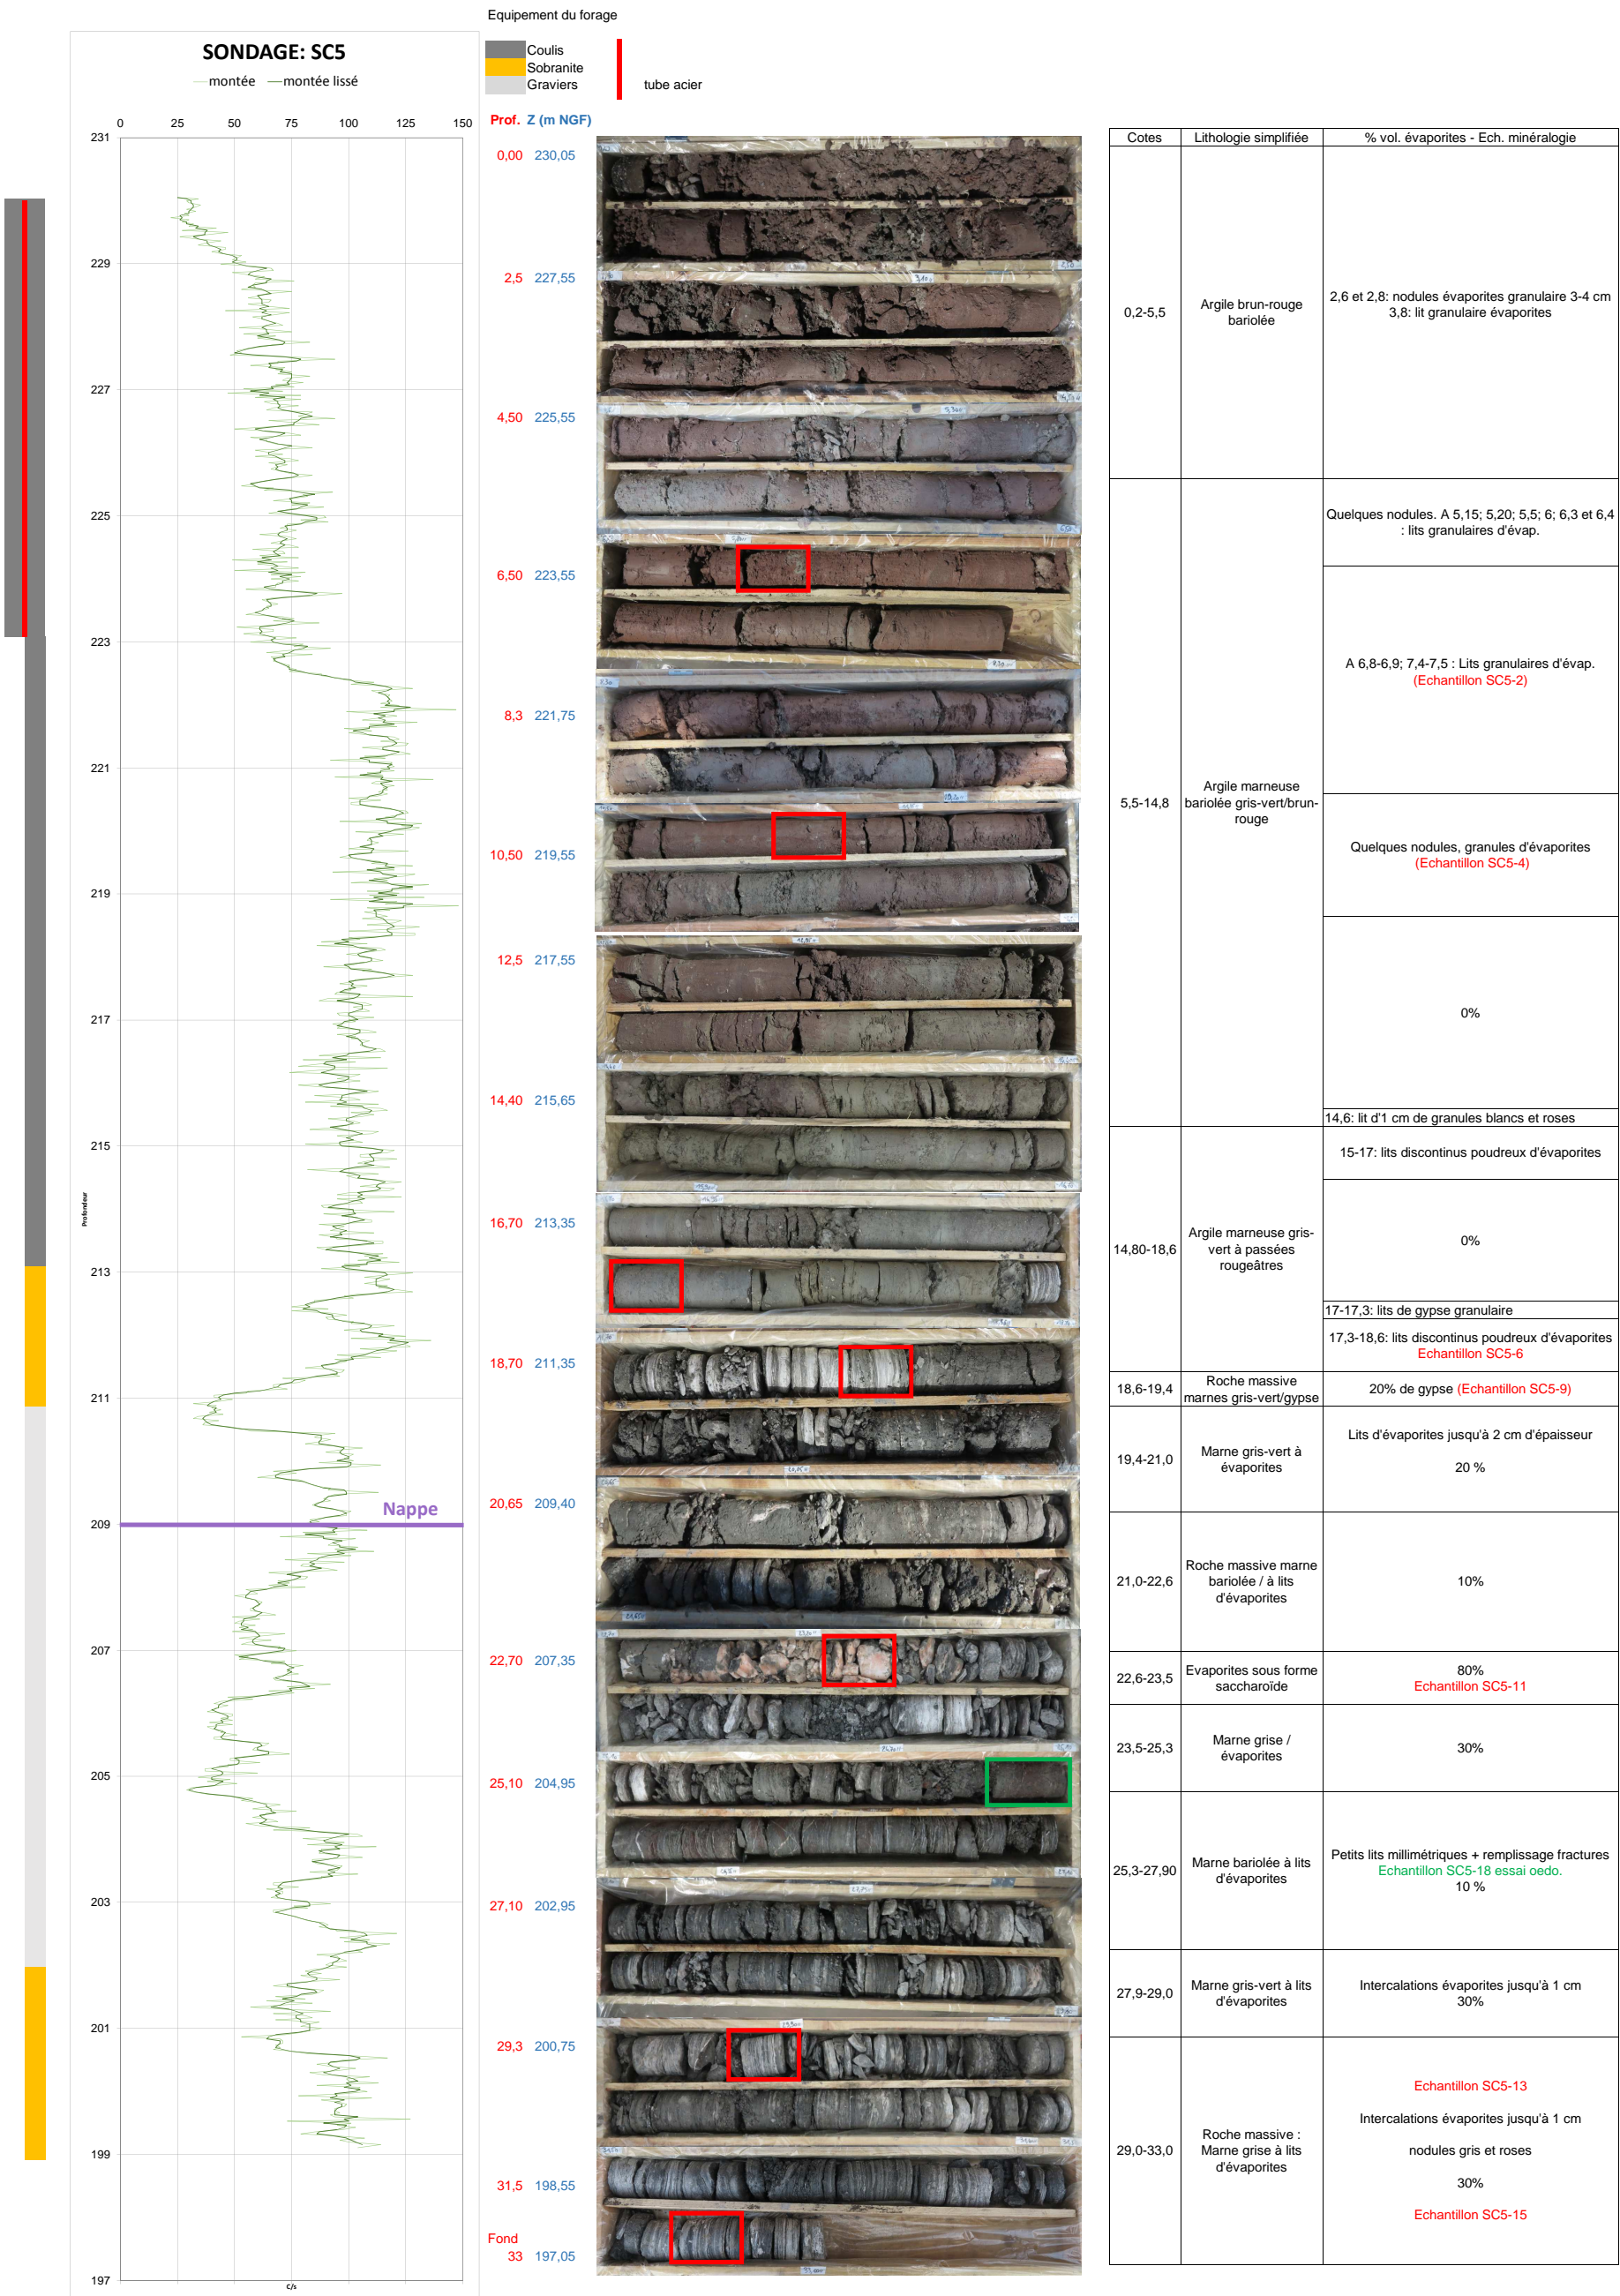 Equipement du forage
SONDAGE: SC5
montée montée lissé
Coulis
Sobranite
Graviers
tube acier
0 25 50 75 100 125 150
Prof. Z (m NGF)
231
229
227
225
223
221
219
217
215
213
211
209
207
205
203
201
199
197
Profondeur
C/s
Nappe
0,00 230,05
2,5 227,55
4,50 225,55
6,50 223,55
8,3 221,75
10,50 219,55
12,5 217,55
14,40 215,65
16,70 213,35
18,70 211,35
20,65 209,40
22,70 207,35
25,10 204,95
27,10 202,95
29,3 200,75
31,5 198,55
Fond
33 197,05
Cotes Lithologie simplifiée % vol. évaporites - Ech. minéralogie
0,2-5,5
Argile brun-rouge
bariolée
2,6 et 2,8: nodules évaporites granulaire 3-4 cm
3,8: lit granulaire évaporites
5,5-14,8
Argile marneuse
bariolée gris-vert/brun-
rouge
Quelques nodules. A 5,15; 5,20; 5,5; 6; 6,3 et 6,4
: lits granulaires d'évap.
A 6,8-6,9; 7,4-7,5 : Lits granulaires d'évap.
(Echantillon SC5-2)
Quelques nodules, granules d'évaporites
(Echantillon SC5-4)
0%
14,6: lit d'1 cm de granules blancs et roses
14,80-18,6
Argile marneuse gris-
vert à passées
rougeâtres
15-17: lits discontinus poudreux d'évaporites
0%
17-17,3: lits de gypse granulaire
17,3-18,6: lits discontinus poudreux d'évaporites
Echantillon SC5-6
18,6-19,4
Roche massive
marnes gris-vert/gypse
20% de gypse (Echantillon SC5-9)
19,4-21,0
Marne gris-vert à
évaporites
Lits d'évaporites jusqu'à 2 cm d'épaisseur
20 %
21,0-22,6
Roche massive marne
bariolée / à lits
d'évaporites
10%
22,6-23,5
Evaporites sous forme
saccharoïde
80%
Echantillon SC5-11
23,5-25,3
Marne grise /
évaporites
30%
25,3-27,90
Marne bariolée à lits
d'évaporites
Petits lits millimétriques + remplissage fractures
Echantillon SC5-18 essai oedo.
10 %
27,9-29,0
Marne gris-vert à lits
d'évaporites
Intercalations évaporites jusqu'à 1 cm
30%
29,0-33,0
Roche massive :
Marne grise à lits
d'évaporites
Echantillon SC5-13
Intercalations évaporites jusqu'à 1 cm
nodules gris et roses
30%
Echantillon SC5-15